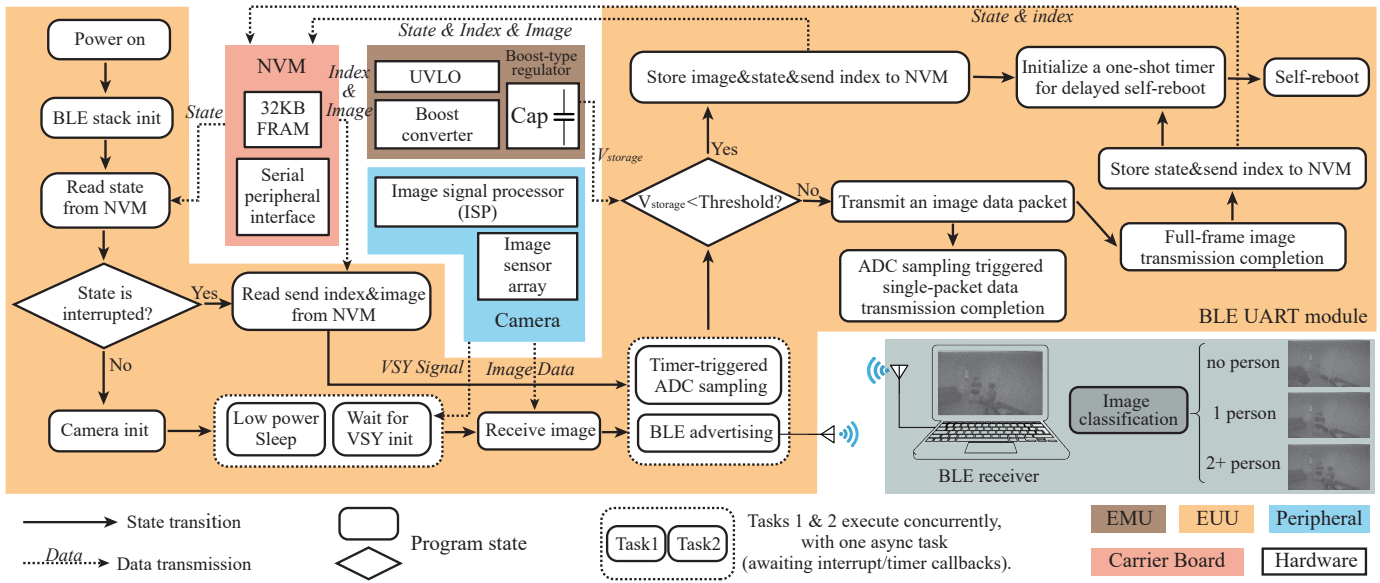 Power on
BLE stack init
Read state
from NVM
State is
interrupted?
Yes
No
Camera init
State
NVM
32KB
FRAM
Serial
peripheral
interface
Index
&
Image
State & Index & Image
State & index
UVLO
Boost
converter
Boost-type
regulator
Cap
Vstorage
Image signal processor
(ISP)
Image
sensor
array
Camera
Read send index&image
from NVM
VSY Signal
Image Data
Low power
Sleep
Wait for
VSY init
Receive image
Timer-triggered
ADC sampling
BLE advertising
Vstorage<Threshold?
Yes
No
Store image&state&send index to NVM
Initialize a one-shot timer
for delayed self-reboot
Self-reboot
Store state&send index to NVM
Transmit an image data packet
Full-frame image
transmission completion
ADC sampling triggered
single-packet data
transmission completion
BLE UART module
BLE receiver
Image
classification
no person
1 person
2+ person
State transition
Data
Data transmission
Program state
Task1
Task2
Tasks 1 & 2 execute concurrently,
with one async task
(awaiting interrupt/timer callbacks).
EMU
EUU
Peripheral
Carrier Board
Hardware